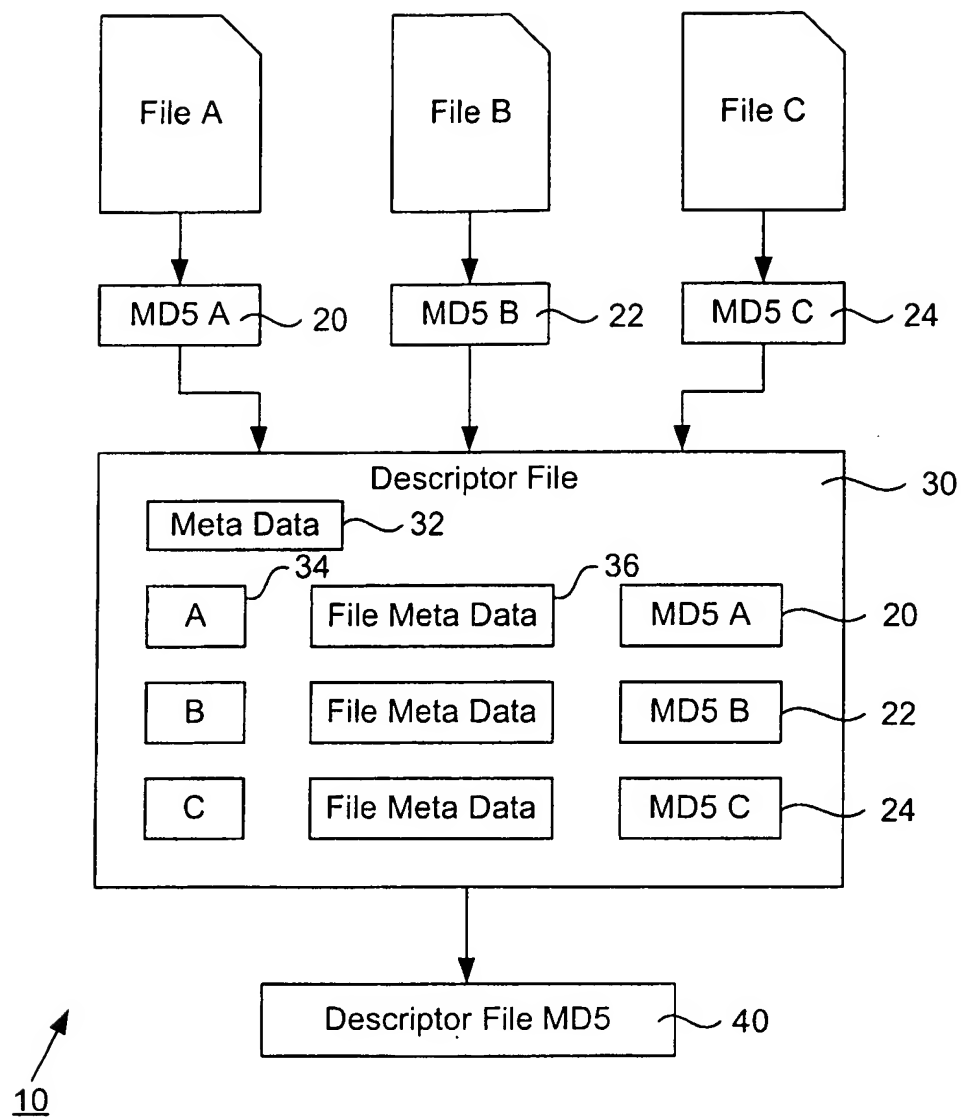 File A
File B
File C
MD5 A
20
MD5 B
22
MD5 C
24
Descriptor File
30
Meta Data
32
34
36
A
File Meta Data
MD5 A
20
B
File Meta Data
MD5 B
22
C
File Meta Data
MD5 C
24
Descriptor File MD5
40
10